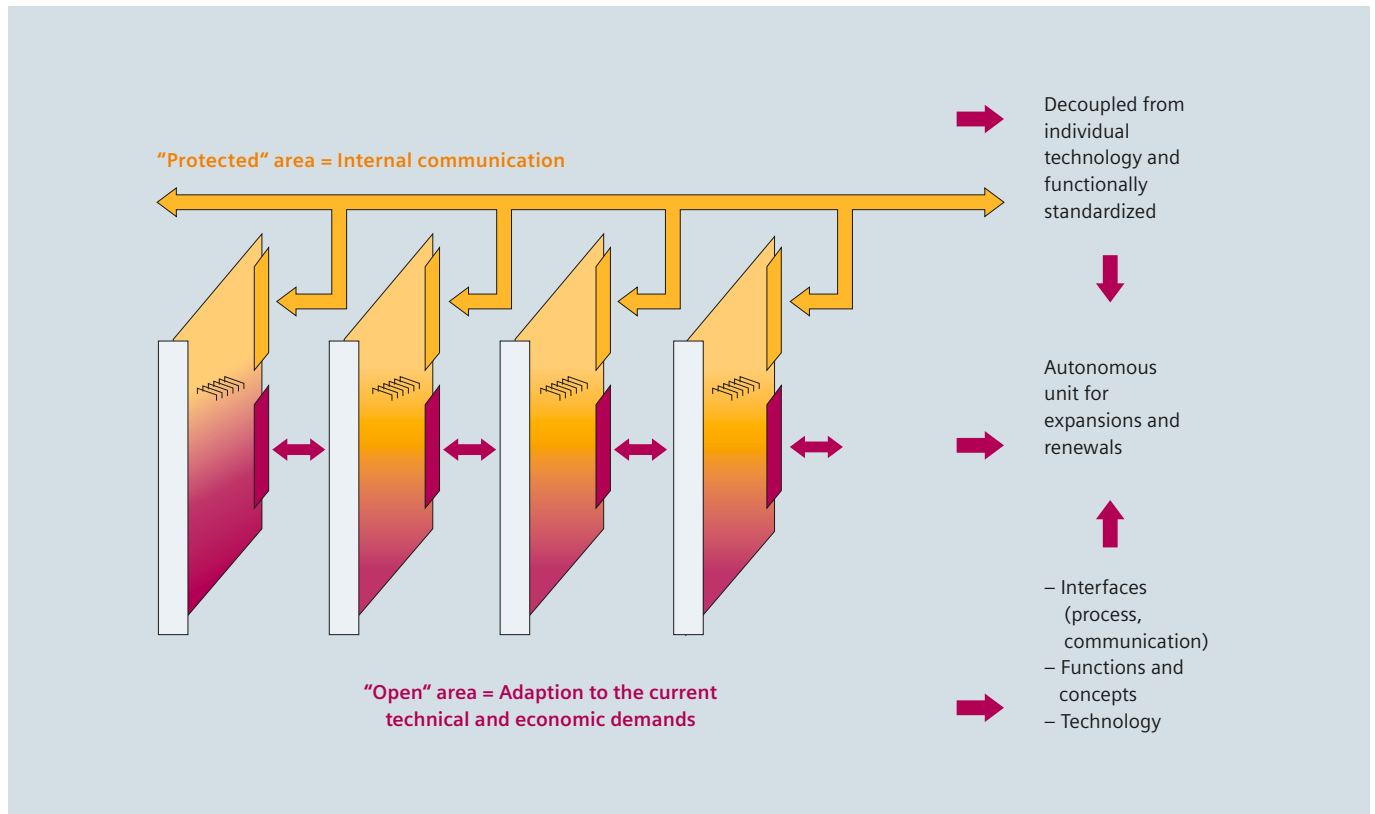 “Protected“ area = Internal communication
Decoupled from
individual
technology and
functionally
standardized
Autonomous
unit for
expansions and
renewals
“Open“ area = Adaption to the current
technical and economic demands
– Interfaces
(process,
communication)
– Functions and
concepts
– Technology